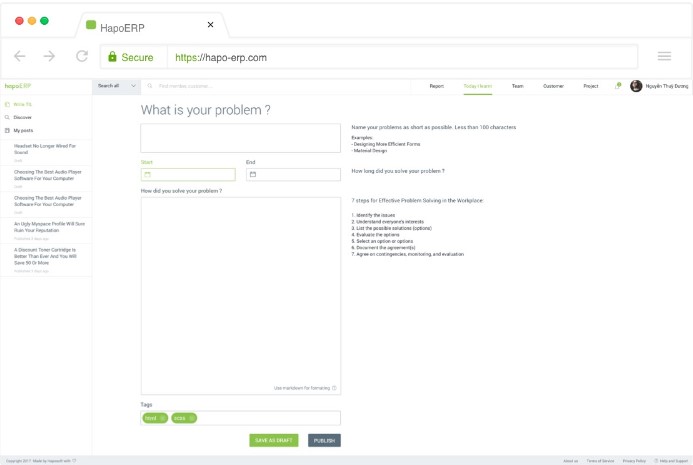 HapoERP ×
Secure https://hapo-erp.com
hapoERP Search all Find member, customer... Report Today I learn Team Customer Project Nguyễn Thuỳ Dương
Write TIL
Discover
My posts
Headset No Longer Wired For
Sound
Draft
Choosing The Best Audio Player
Software For Your Computer
Draft
Choosing The Best Audio Player
Software For Your Computer
Draft
An Ugly Myspace Profile Will Sure
Ruin Your Reputation
Published 3 days ago
A Discount Toner Cartridge Is
Better Than Ever And You Will
Save 50 Or More
Published 3 days ago
What is your problem ?
Start End
How did you solve your problem ?
Use markdown for formating
Tags
html css
SAVE AS DRAFT PUBLISH
Name your problems as short as possible. Less than 100 characters
Examples:
- Designing More Efficient Forms
- Material Design
How long did you solve your problem ?
7 steps for Effective Problem Solving in the Workplace:
1. Identify the issues
2. Understand everyone's interests
3. List the possible solutions (options)
4. Evaluate the options
5. Select an option or options
6. Document the agreement(s)
7. Agree on contingencies, monitoring, and evaluation
Copyright 2017. Made by Haposoft with
About us Terms of Service Privacy Policy Help and Support